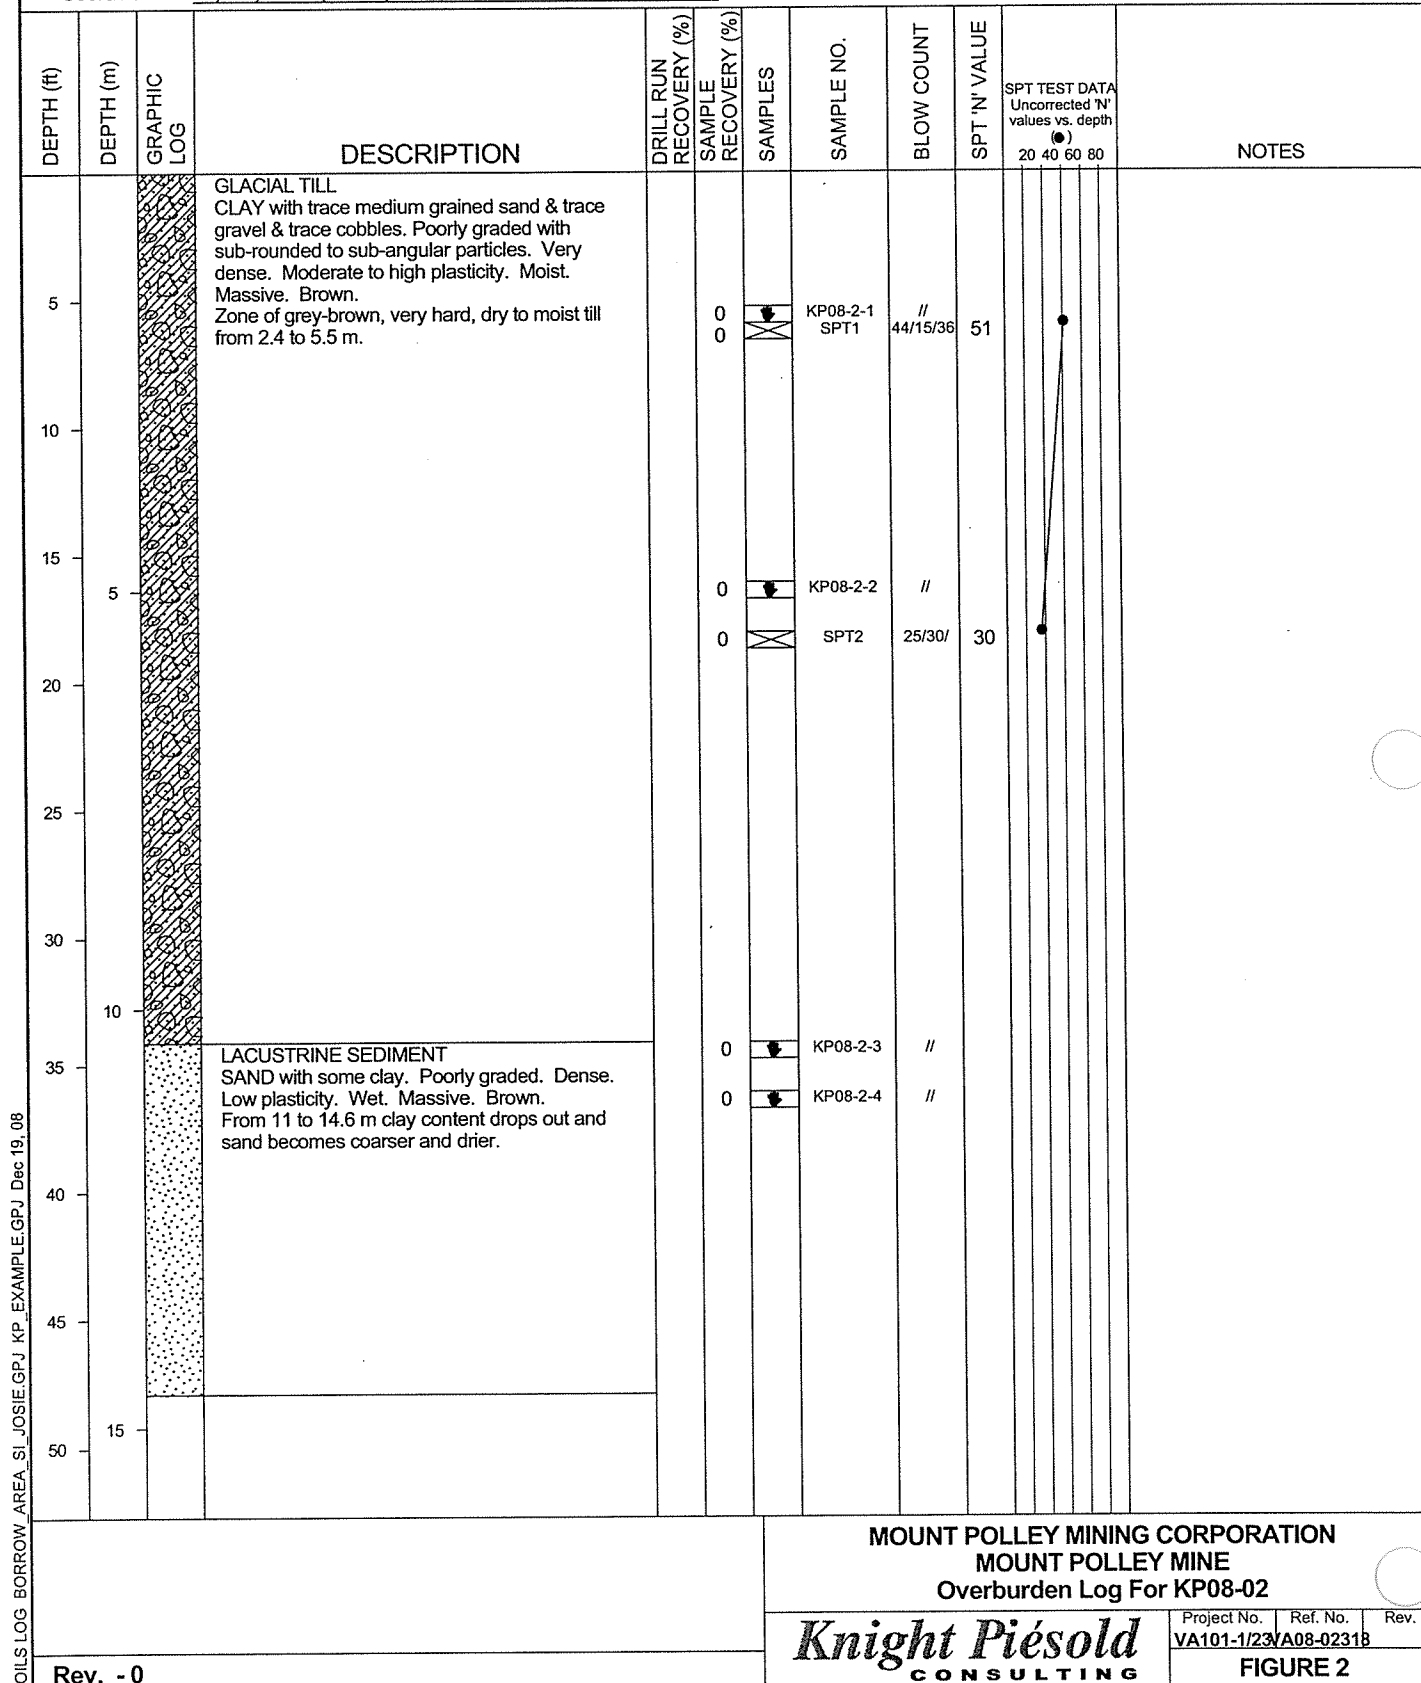 DEPTH (ft)
DEPTH (m)
GRAPHIC
LOG
DESCRIPTION
DRILL RUN
RECOVERY (%)
SAMPLE
RECOVERY (%)
SAMPLES
SAMPLE NO.
BLOW COUNT
SPT 'N' VALUE
SPT TEST DATA
Uncorrected 'N'
values vs. depth
( )
20 40 60 80
NOTES
GLACIAL TILL
CLAY with trace medium grained sand & trace
gravel & trace cobbles. Poorly graded with
sub-rounded to sub-angular particles. Very
dense. Moderate to high plasticity. Moist.
Massive. Brown.
Zone of grey-brown, very hard, dry to moist till
from 2.4 to 5.5 m.
5
0 KP08-2-1 //
0 SPT1 44/15/36 51
10
15
5
0 KP08-2-2 //
0 SPT2 25/30/ 30
20
25
30
10
LACUSTRINE SEDIMENT
SAND with some clay. Poorly graded. Dense.
Low plasticity. Wet. Massive. Brown.
From 11 to 14.6 m clay content drops out and
sand becomes coarser and drier.
0 KP08-2-3 //
35
0 KP08-2-4 //
40
45
15
50
OILS LOG BORROW_AREA_SI_JOSIE.GPJ KP_EXAMPLE.GPJ Dec 19, 08
MOUNT POLLEY MINING CORPORATION
MOUNT POLLEY MINE
Overburden Log For KP08-02
Knight Piésold
CONSULTING
Project No. Ref. No. Rev.
VA101-1/23 VA08-02318
FIGURE 2
Rev. - 0